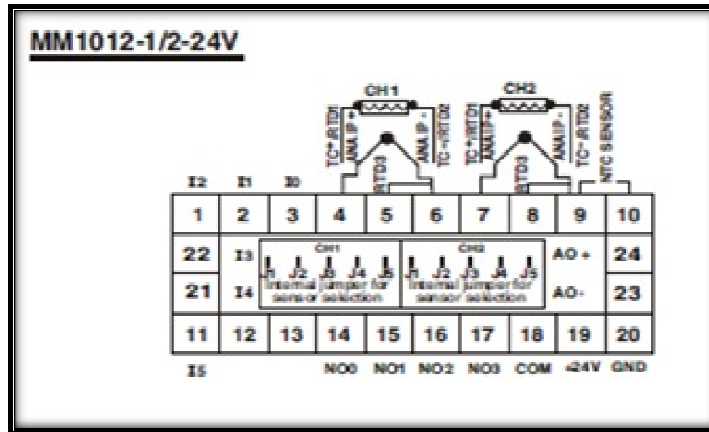 MM1012-1/2-24V
CH1 CH2
TC+/RTD1
ANA IP+
ANA IP-
TC-/RTD2
TC+/RTD1
ANA IP+
ANA IP-
TC-/RTD2
NTC SENSOR
RTD3 RTD3
I2 I1 I0
1 2 3 4 5 6 7 8 9 10
22 I3 CH1 CH2 AO+ 24
J1 J2 J3 J4 J5 J1 J2 J3 J4 J5
Internal jumper for Internal jumper for
21 I4 sensor selection sensor selection AO- 23
11 12 13 14 15 16 17 18 19 20
I5 NO0 NO1 NO2 NO3 COM +24V GND